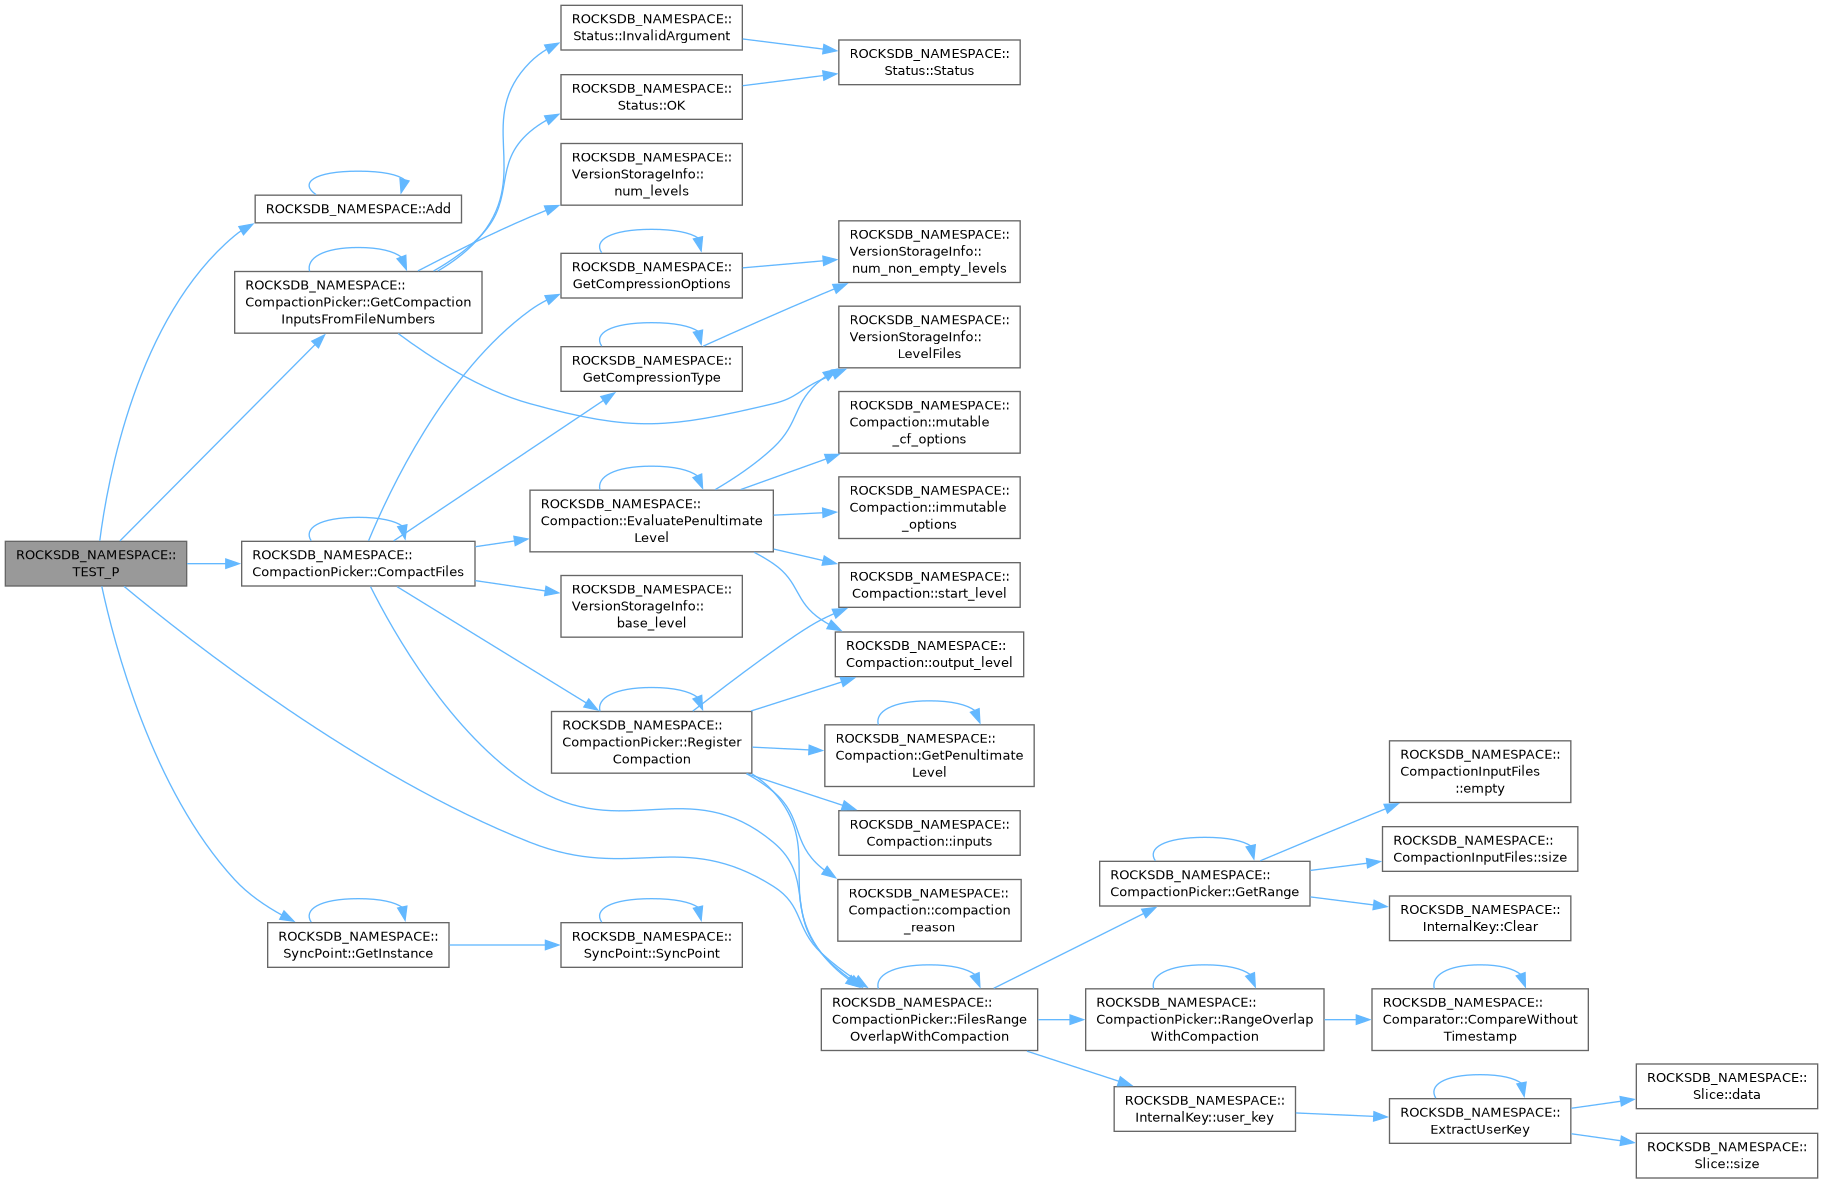 ROCKSDB_NAMESPACE::
TEST_P
ROCKSDB_NAMESPACE::Add
ROCKSDB_NAMESPACE::
CompactionPicker::GetCompaction
InputsFromFileNumbers
ROCKSDB_NAMESPACE::
CompactionPicker::CompactFiles
ROCKSDB_NAMESPACE::
SyncPoint::GetInstance
ROCKSDB_NAMESPACE::
Status::InvalidArgument
ROCKSDB_NAMESPACE::
Status::OK
ROCKSDB_NAMESPACE::
VersionStorageInfo::
num_levels
ROCKSDB_NAMESPACE::
GetCompressionOptions
ROCKSDB_NAMESPACE::
GetCompressionType
ROCKSDB_NAMESPACE::
Compaction::EvaluatePenultimate
Level
ROCKSDB_NAMESPACE::
VersionStorageInfo::
base_level
ROCKSDB_NAMESPACE::
CompactionPicker::Register
Compaction
ROCKSDB_NAMESPACE::
SyncPoint::SyncPoint
ROCKSDB_NAMESPACE::
Status::Status
ROCKSDB_NAMESPACE::
VersionStorageInfo::
num_non_empty_levels
ROCKSDB_NAMESPACE::
VersionStorageInfo::
LevelFiles
ROCKSDB_NAMESPACE::
Compaction::mutable
_cf_options
ROCKSDB_NAMESPACE::
Compaction::immutable
_options
ROCKSDB_NAMESPACE::
Compaction::start_level
ROCKSDB_NAMESPACE::
Compaction::output_level
ROCKSDB_NAMESPACE::
Compaction::GetPenultimate
Level
ROCKSDB_NAMESPACE::
Compaction::inputs
ROCKSDB_NAMESPACE::
Compaction::compaction
_reason
ROCKSDB_NAMESPACE::
CompactionPicker::FilesRange
OverlapWithCompaction
ROCKSDB_NAMESPACE::
CompactionPicker::GetRange
ROCKSDB_NAMESPACE::
CompactionPicker::RangeOverlap
WithCompaction
ROCKSDB_NAMESPACE::
InternalKey::user_key
ROCKSDB_NAMESPACE::
CompactionInputFiles
::empty
ROCKSDB_NAMESPACE::
CompactionInputFiles::size
ROCKSDB_NAMESPACE::
InternalKey::Clear
ROCKSDB_NAMESPACE::
Comparator::CompareWithout
Timestamp
ROCKSDB_NAMESPACE::
ExtractUserKey
ROCKSDB_NAMESPACE::
Slice::data
ROCKSDB_NAMESPACE::
Slice::size